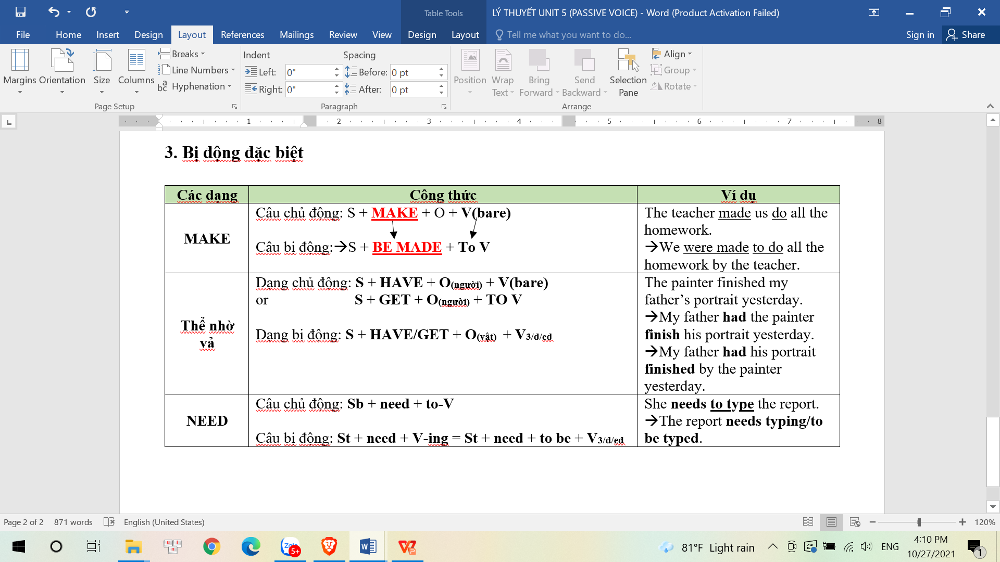 LÝ THUYẾT UNIT 5 (PASSIVE VOICE) - Word (Product Activation Failed)
Table Tools
File Home Insert Design Layout References Mailings Review View Design Layout Tell me what you want to do... Sign in Share
Margins Orientation Size Columns
Breaks
Line Numbers
Hyphenation
Page Setup
Indent Spacing
Left: 0" Before: 0 pt
Right: 0" After: 0 pt
Paragraph
Position Wrap Text Bring Forward Send Backward Selection Pane
Align
Group
Rotate
Arrange
1 2 3 4 5 6 7 8
3. Bị động đặc biệt
Các dạng Công thức Ví dụ
MAKE
Câu chủ động: S + MAKE + O + V(bare)
Câu bị động:→S + BE MADE + To V
The teacher made us do all the
homework.
→We were made to do all the
homework by the teacher.
Thể nhờ
vả
Dạng chủ động: S + HAVE + O(người) + V(bare)
or S + GET + O(người) + TO V
Dạng bị động: S + HAVE/GET + O(vật) + V3/d/ed
The painter finished my
father’s portrait yesterday.
→My father had the painter
finish his portrait yesterday.
→My father had his portrait
finished by the painter
yesterday.
NEED
Câu chủ động: Sb + need + to-V
Câu bị động: St + need + V-ing = St + need + to be + V3/d/ed
She needs to type the report.
→The report needs typing/to
be typed.
Page 2 of 2 871 words English (United States) 120%
Zalo 5+
81°F Light rain ENG
4:10 PM
10/27/2021
1